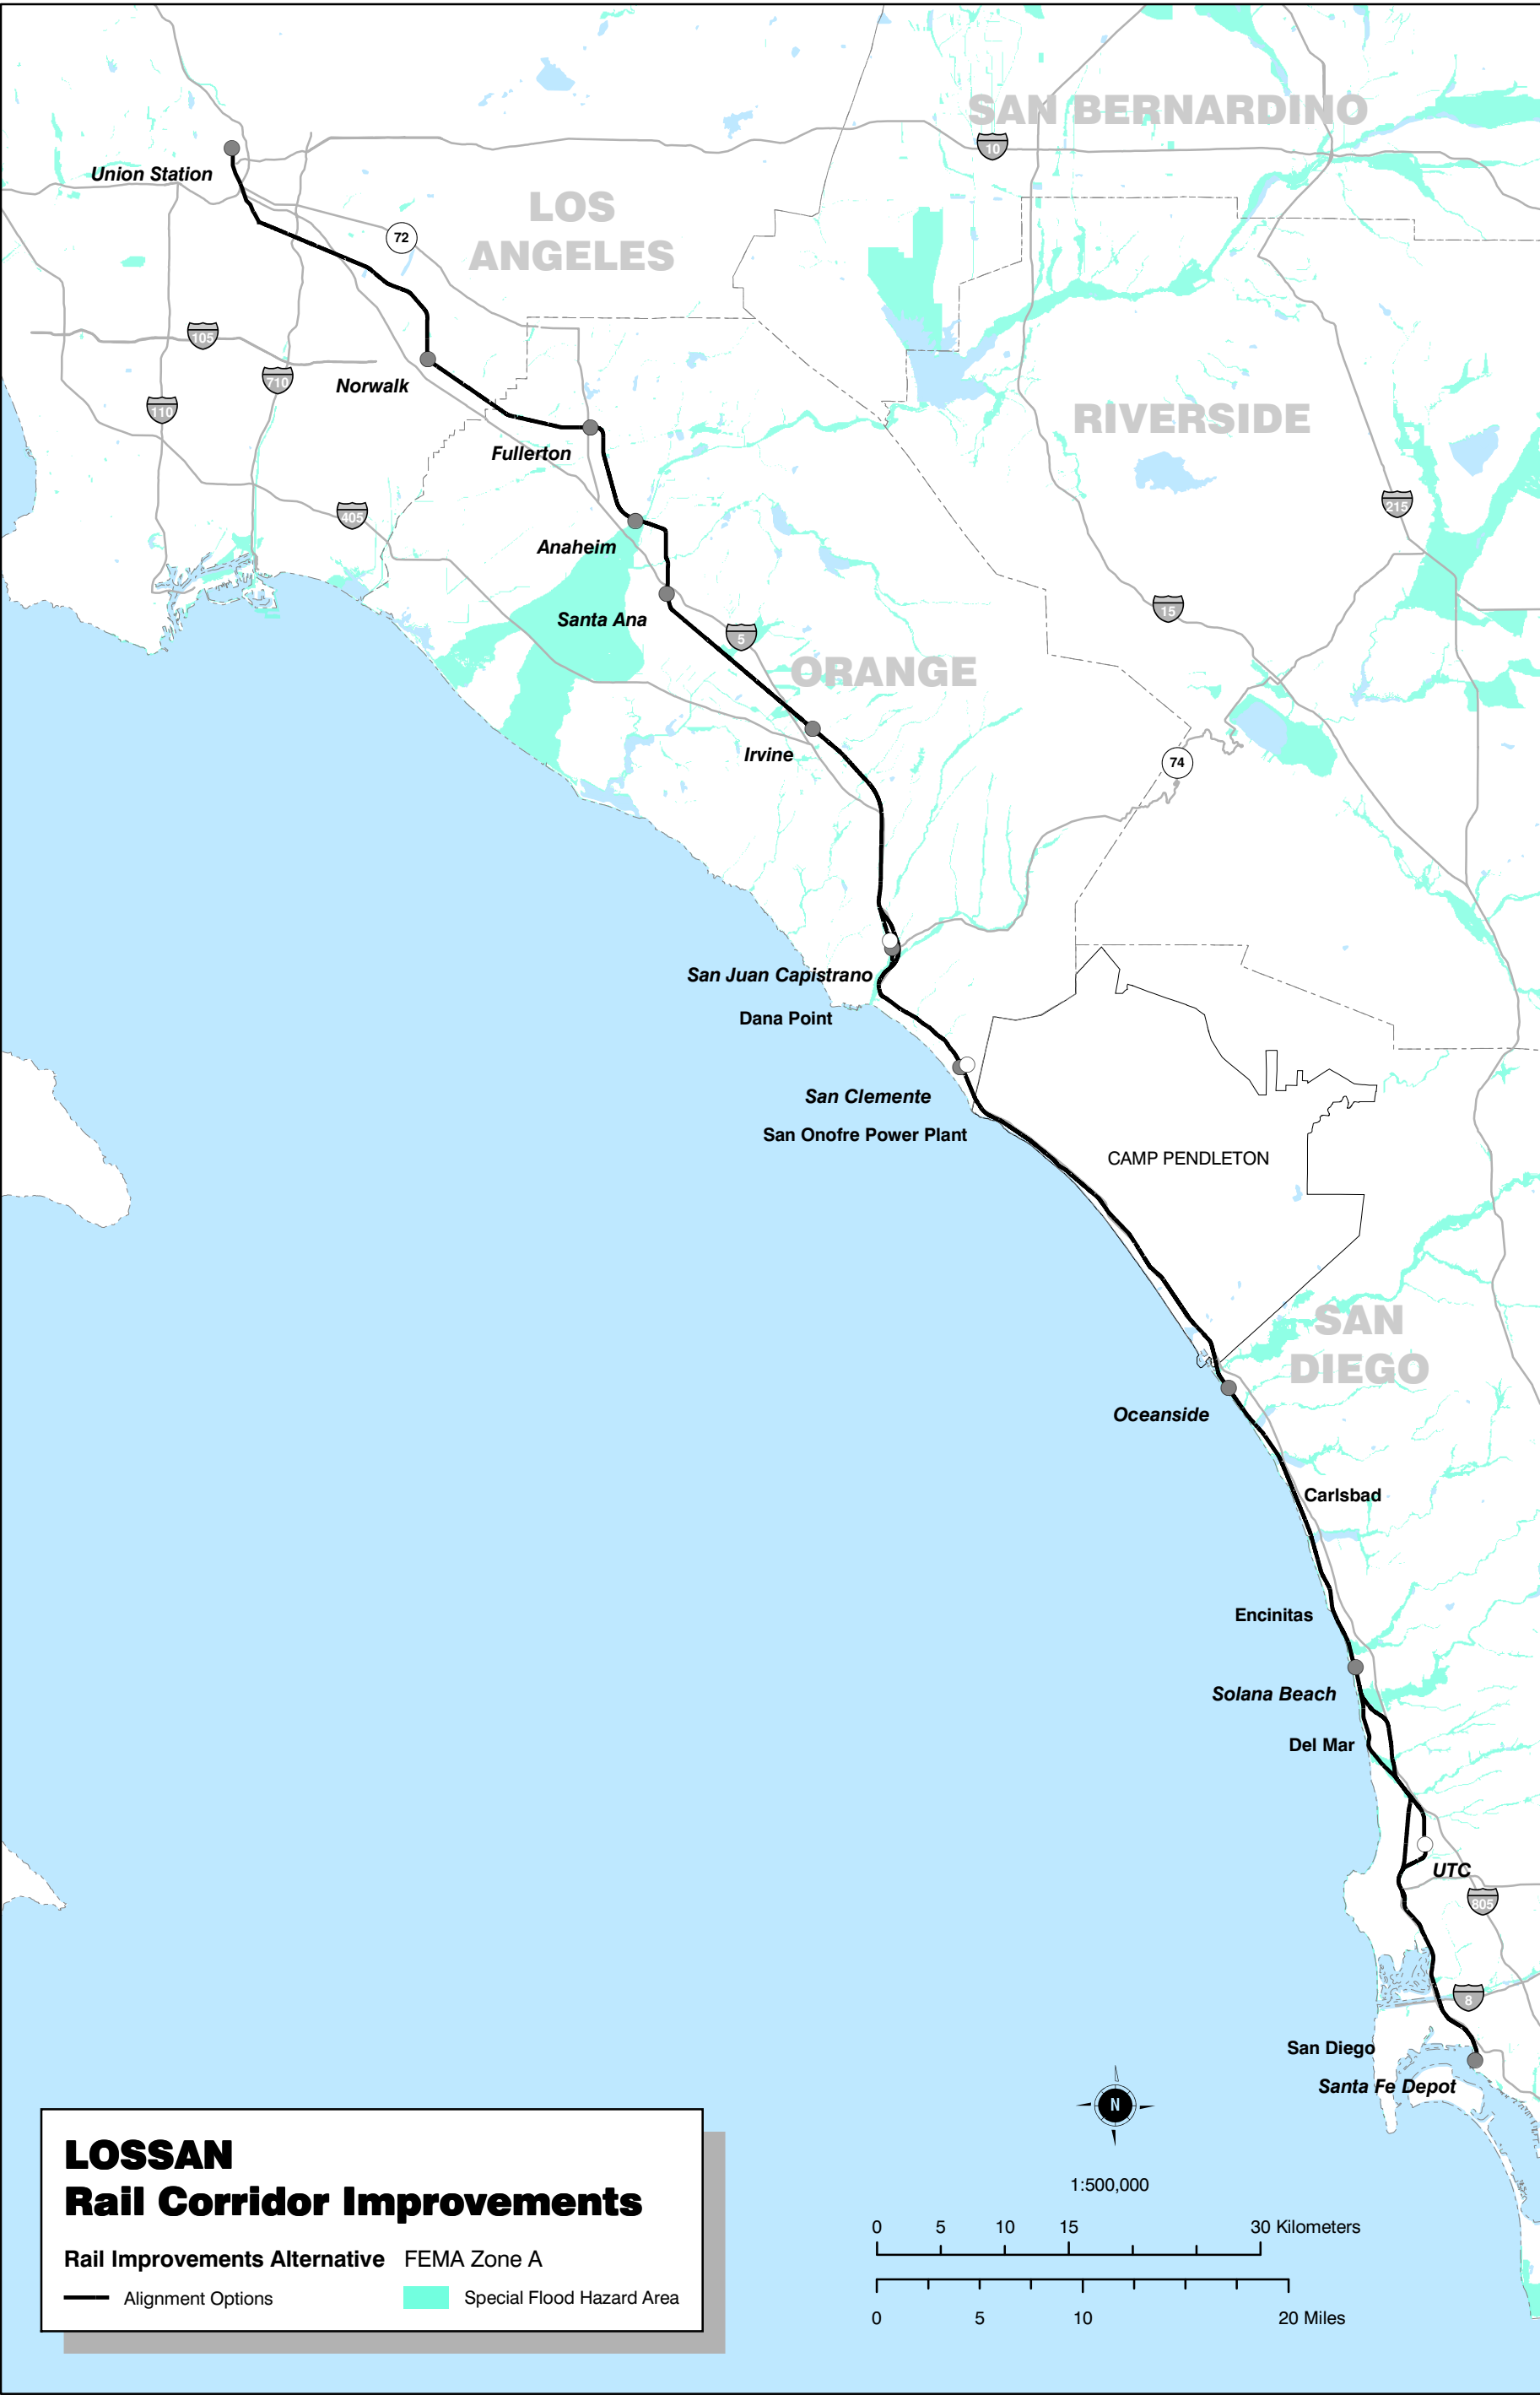 SAN BERNARDINO
10
Union Station
LOS
ANGELES
72
105
Norwalk
710
110
RIVERSIDE
Fullerton
405
215
Anaheim
Santa Ana
15
5
ORANGE
Irvine
74
San Juan Capistrano
Dana Point
San Clemente
San Onofre Power Plant
CAMP PENDLETON
SAN
DIEGO
Oceanside
Carlsbad
Encinitas
Solana Beach
Del Mar
UTC
805
8
San Diego
Santa Fe Depot
N
1:500,000
0 5 10 15 30 Kilometers
0 5 10 20 Miles
LOSSAN
Rail Corridor Improvements
Rail Improvements Alternative FEMA Zone A
Alignment Options Special Flood Hazard Area